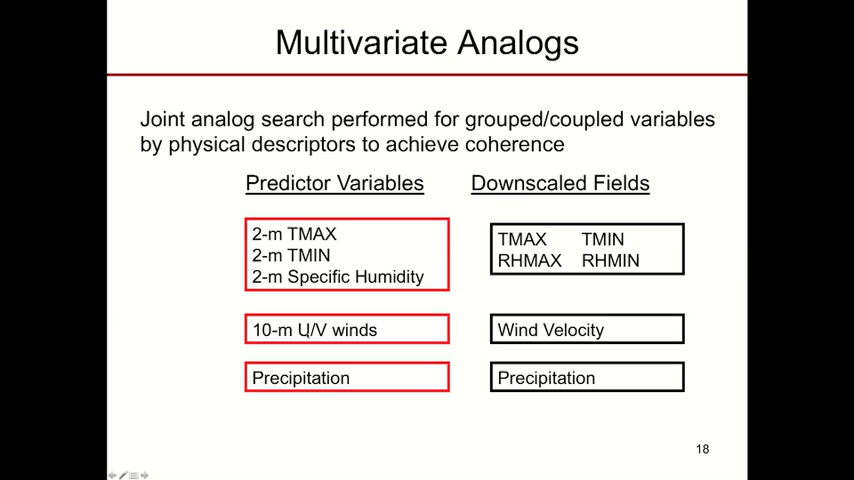 Multivariate Analogs
Joint analog search performed for grouped/coupled variables
by physical descriptors to achieve coherence
Predictor Variables
Downscaled Fields
2-m TMAX
2-m TMIN
2-m Specific Humidity
TMAX TMIN
RHMAX RHMIN
10-m U/V winds
Wind Velocity
Precipitation
Precipitation
18